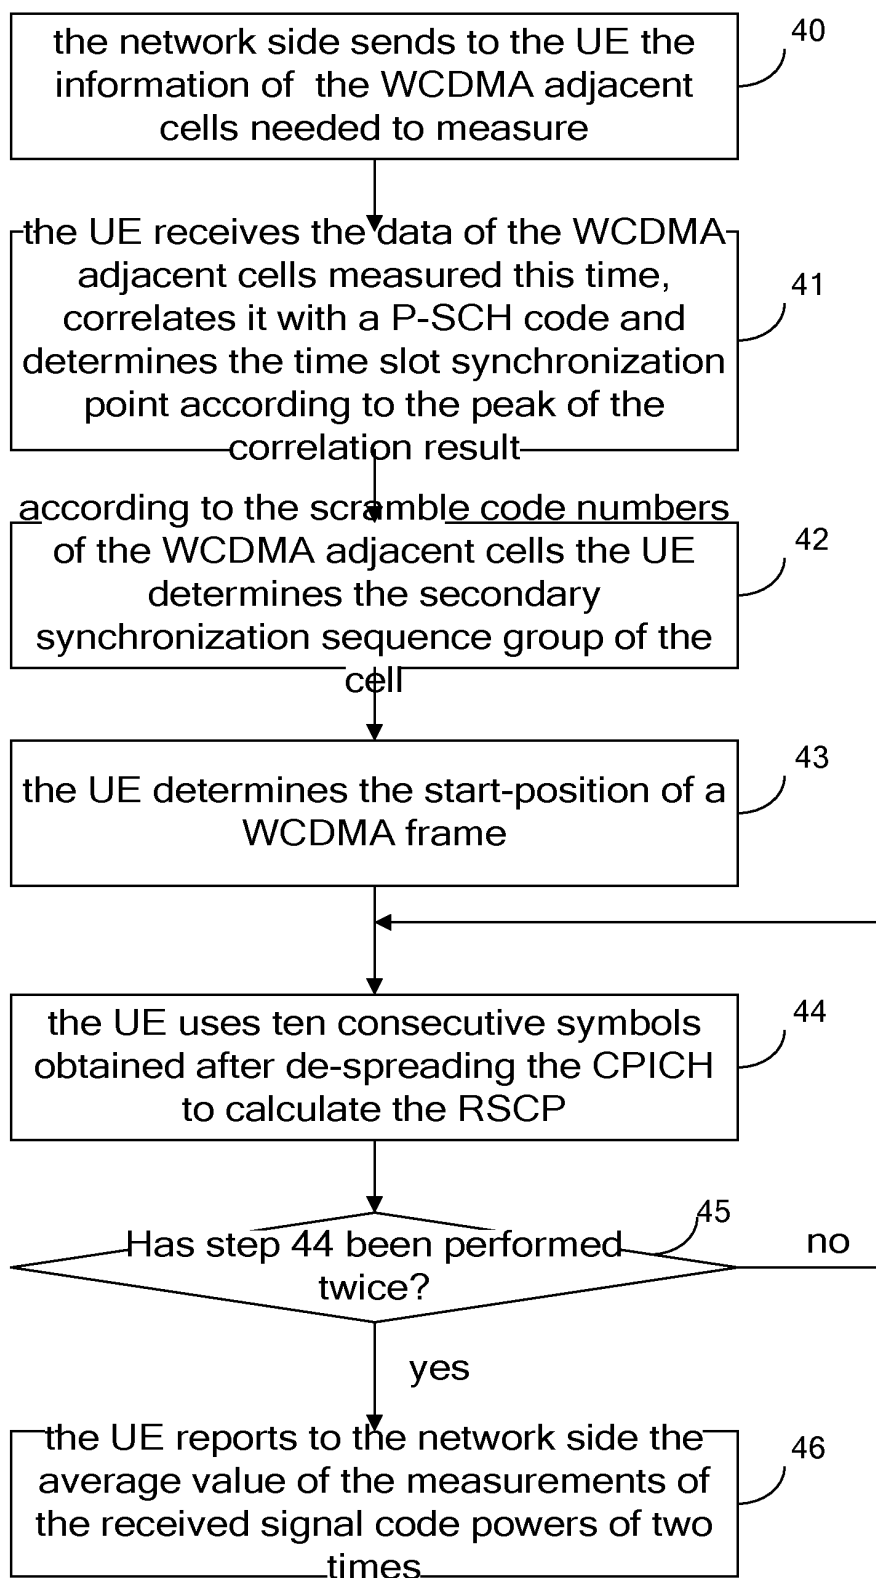 the network side sends to the UE the
information of the WCDMA adjacent
cells needed to measure
40
the UE receives the data of the WCDMA
adjacent cells measured this time,
correlates it with a P-SCH code and
determines the time slot synchronization
point according to the peak of the
correlation result
41
according to the scramble code numbers
of the WCDMA adjacent cells the UE
determines the secondary
synchronization sequence group of the
cell
42
the UE determines the start-position of a
WCDMA frame
43
the UE uses ten consecutive symbols
obtained after de-spreading the CPICH
to calculate the RSCP
44
Has step 44 been performed
twice?
45
no
yes
the UE reports to the network side the
average value of the measurements of
the received signal code powers of two
times
46